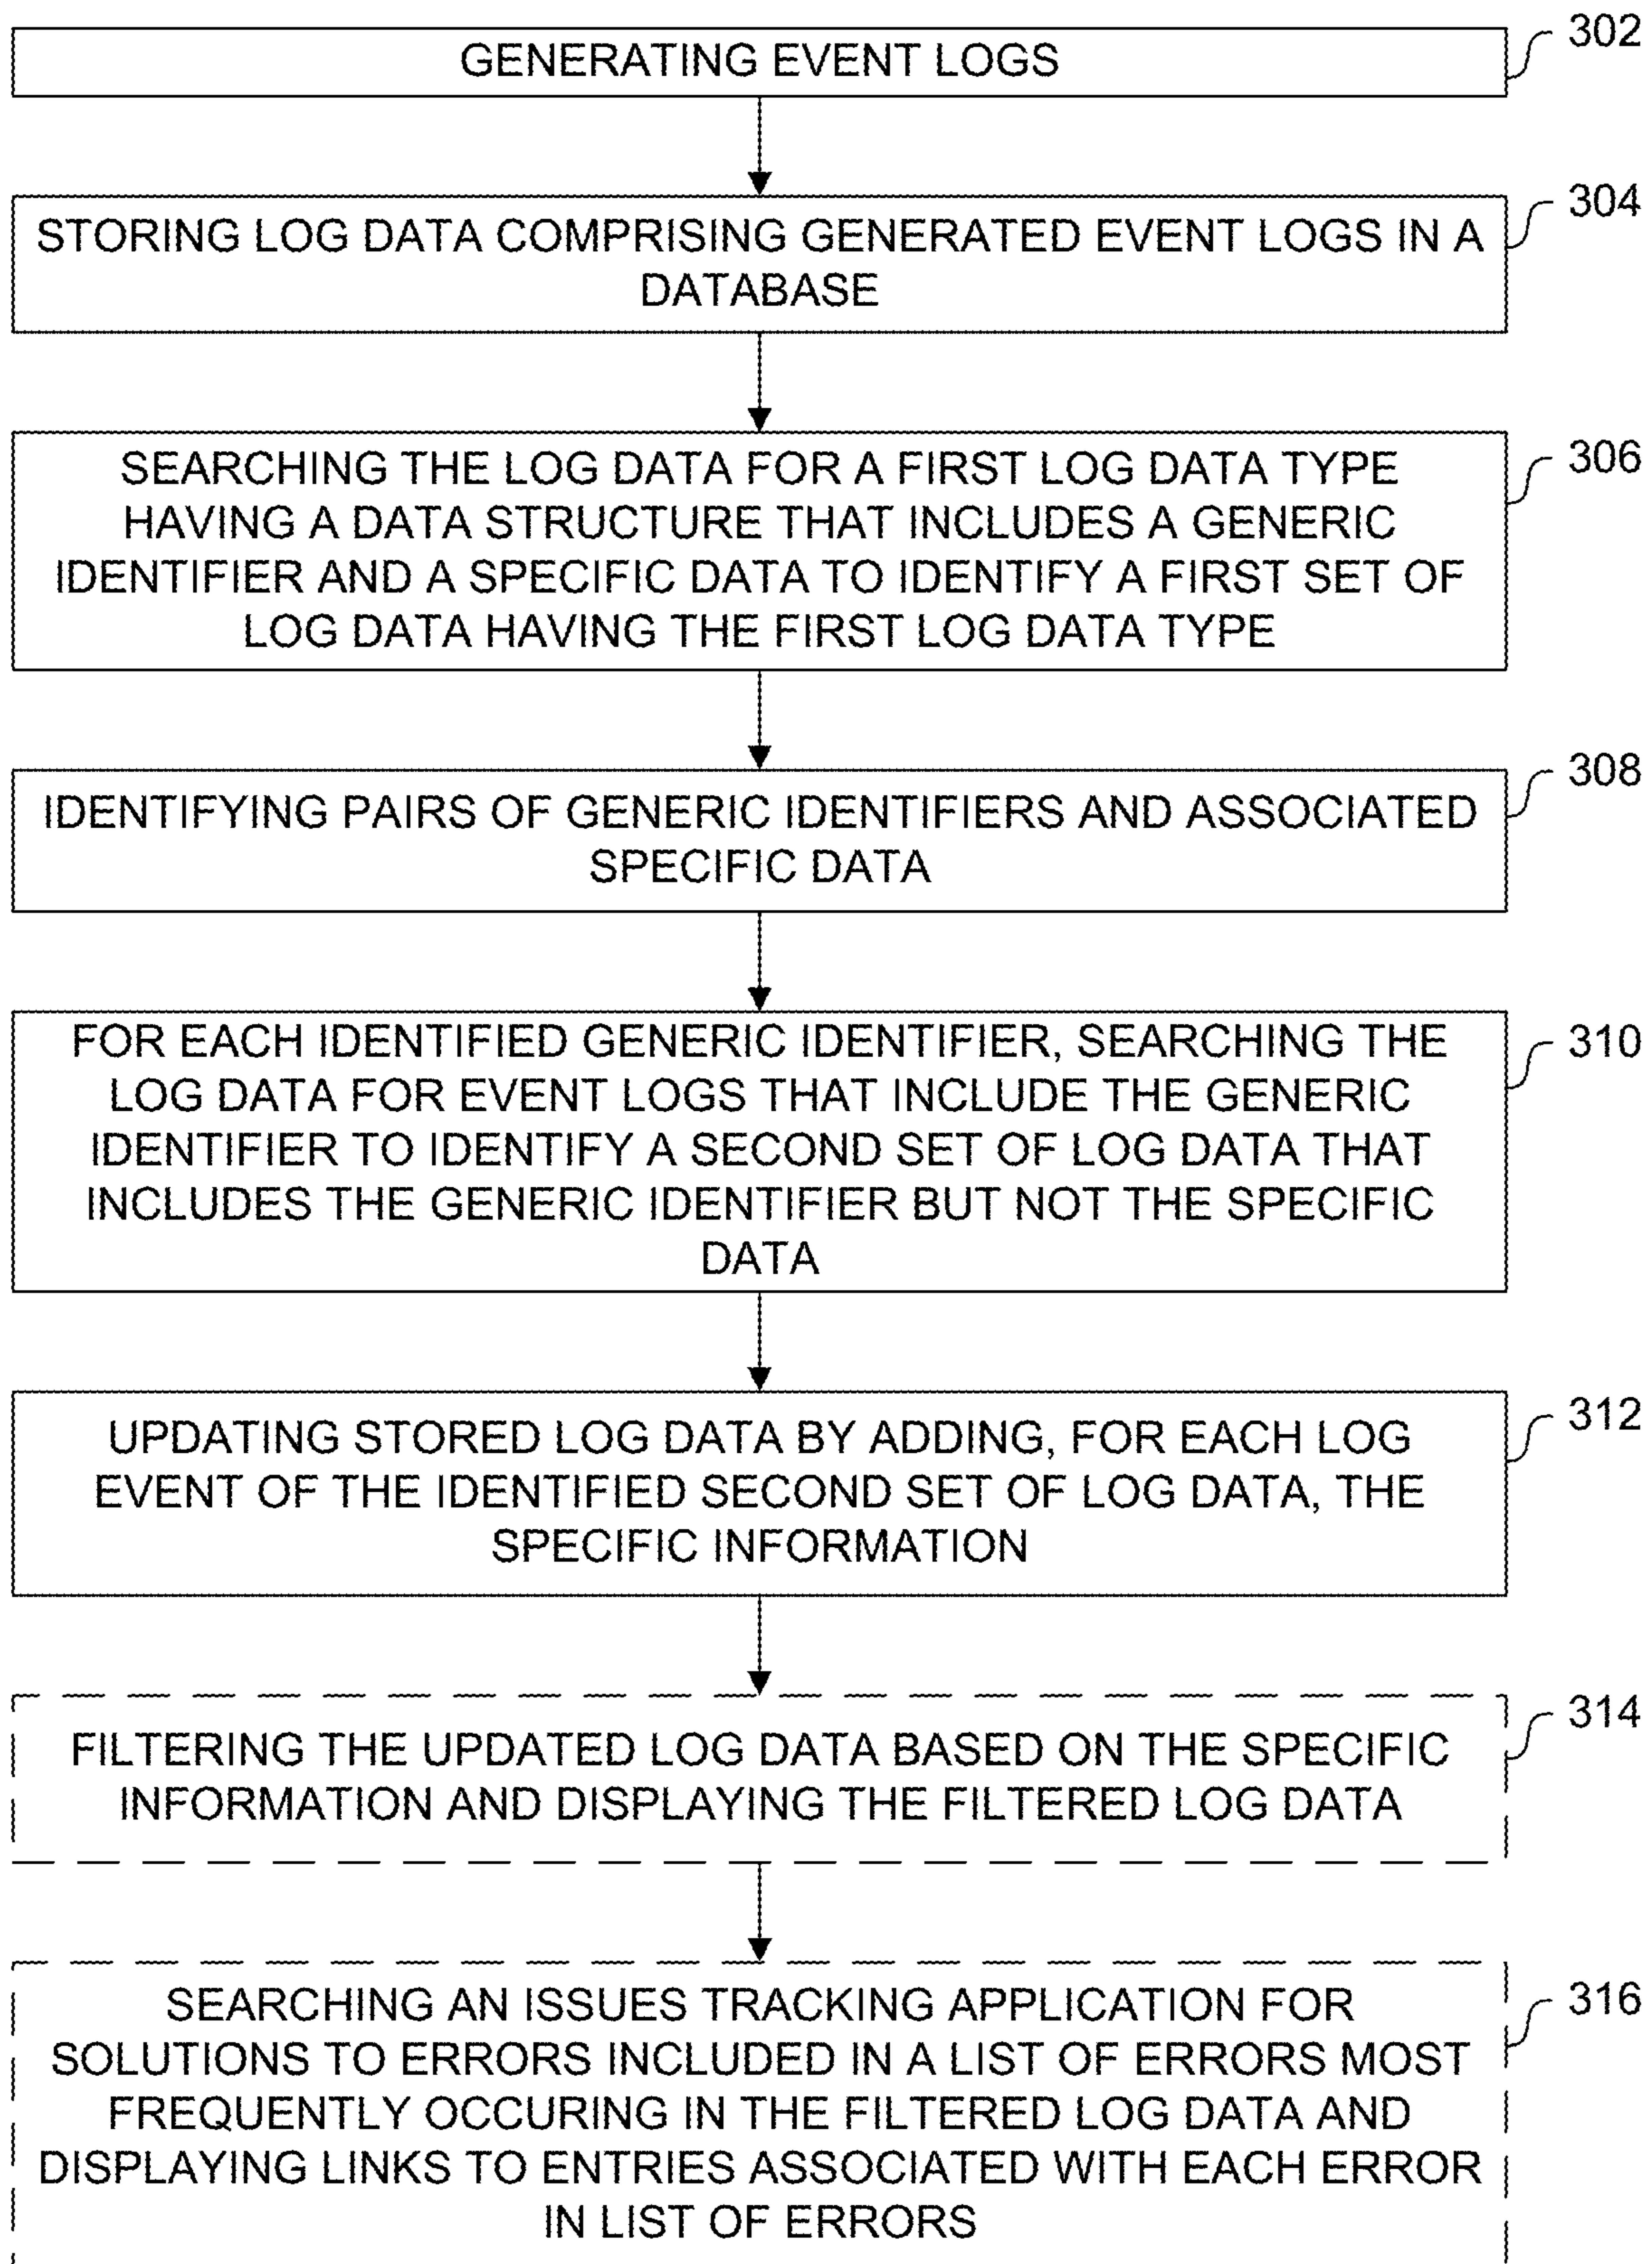 GENERATING EVENT LOGS
302
STORING LOG DATA COMPRISING GENERATED EVENT LOGS IN A
DATABASE
304
SEARCHING THE LOG DATA FOR A FIRST LOG DATA TYPE
HAVING A DATA STRUCTURE THAT INCLUDES A GENERIC
IDENTIFIER AND A SPECIFIC DATA TO IDENTIFY A FIRST SET OF
LOG DATA HAVING THE FIRST LOG DATA TYPE
306
IDENTIFYING PAIRS OF GENERIC IDENTIFIERS AND ASSOCIATED
SPECIFIC DATA
308
FOR EACH IDENTIFIED GENERIC IDENTIFIER, SEARCHING THE
LOG DATA FOR EVENT LOGS THAT INCLUDE THE GENERIC
IDENTIFIER TO IDENTIFY A SECOND SET OF LOG DATA THAT
INCLUDES THE GENERIC IDENTIFIER BUT NOT THE SPECIFIC
DATA
310
UPDATING STORED LOG DATA BY ADDING, FOR EACH LOG
EVENT OF THE IDENTIFIED SECOND SET OF LOG DATA, THE
SPECIFIC INFORMATION
312
FILTERING THE UPDATED LOG DATA BASED ON THE SPECIFIC
INFORMATION AND DISPLAYING THE FILTERED LOG DATA
314
SEARCHING AN ISSUES TRACKING APPLICATION FOR
SOLUTIONS TO ERRORS INCLUDED IN A LIST OF ERRORS MOST
FREQUENTLY OCCURING IN THE FILTERED LOG DATA AND
DISPLAYING LINKS TO ENTRIES ASSOCIATED WITH EACH ERROR
IN LIST OF ERRORS
316